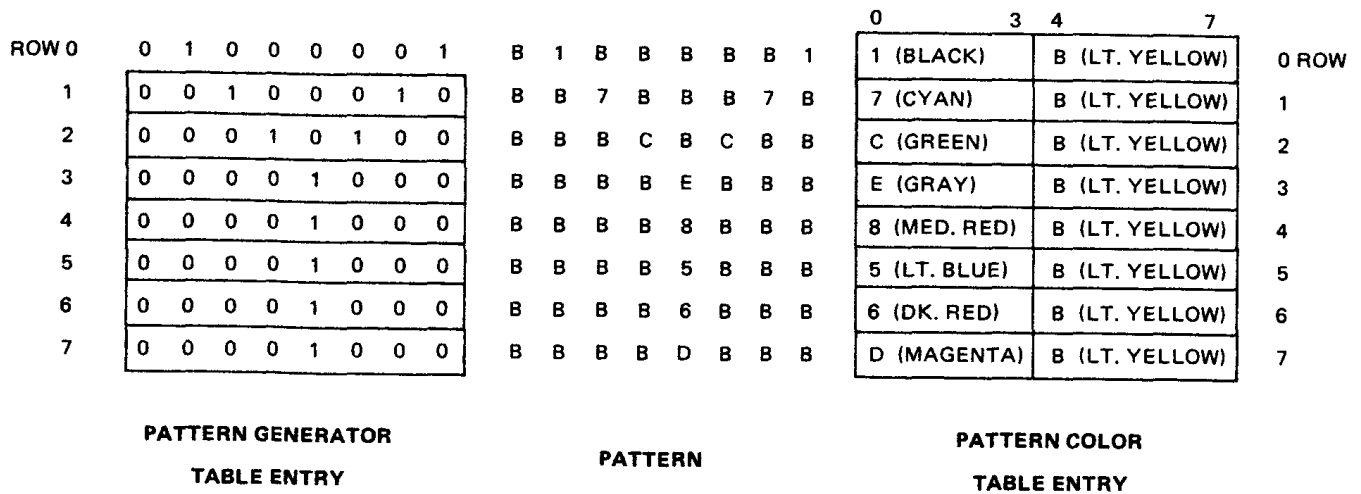 0 3 4 7
ROW 0 0 1 0 0 0 0 0 1 B 1 B B B B B 1 1 (BLACK) B (LT. YELLOW) 0 ROW
1 0 0 1 0 0 0 1 0 B B 7 B B B 7 B 7 (CYAN) B (LT. YELLOW) 1
2 0 0 0 1 0 1 0 0 B B B C B C B B C (GREEN) B (LT. YELLOW) 2
3 0 0 0 0 1 0 0 0 B B B B E B B B E (GRAY) B (LT. YELLOW) 3
4 0 0 0 0 1 0 0 0 B B B B 8 B B B 8 (MED. RED) B (LT. YELLOW) 4
5 0 0 0 0 1 0 0 0 B B B B 5 B B B 5 (LT. BLUE) B (LT. YELLOW) 5
6 0 0 0 0 1 0 0 0 B B B B 6 B B B 6 (DK. RED) B (LT. YELLOW) 6
7 0 0 0 0 1 0 0 0 B B B B D B B B D (MAGENTA) B (LT. YELLOW) 7
PATTERN GENERATOR
TABLE ENTRY
PATTERN
PATTERN COLOR
TABLE ENTRY